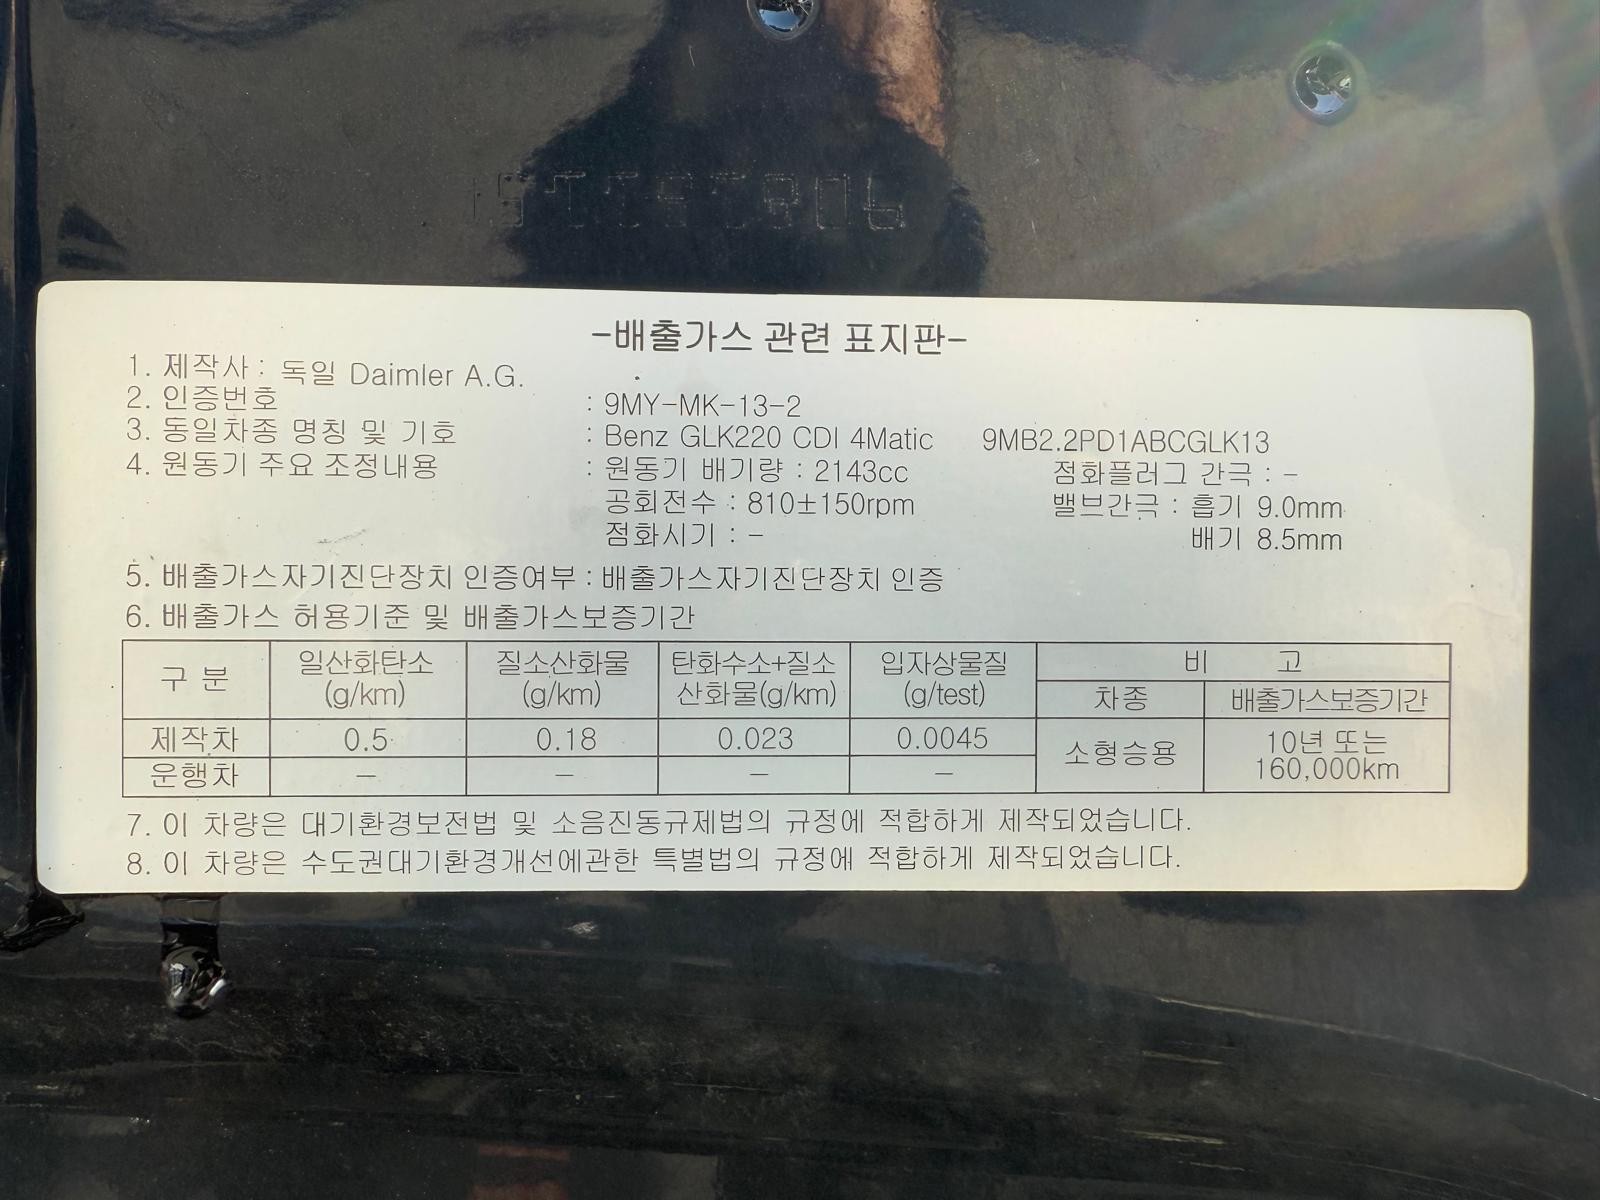 -배출가스 관련 표지판-
1. 제작사 : 독일 Daimler A.G.
2. 인증번호 : 9MY-MK-13-2
3. 동일차종 명칭 및 기호 : Benz GLK220 CDI 4Matic 9MB2.2PD1ABCGLK13
4. 원동기 주요 조정내용 : 원동기 배기량 : 2143cc 점화플러그 간극 : -
공회전수 : 810±150rpm 밸브간극 : 흡기 9.0mm
점화시기 : - 배기 8.5mm
5. 배출가스자기진단장치 인증여부 : 배출가스자기진단장치 인증
6. 배출가스 허용기준 및 배출가스보증기간
구 분 일산화탄소 (g/km) 질소산화물 (g/km) 탄화수소+질소 산화물(g/km) 입자상물질 (g/test) 비 고
차종 배출가스보증기간
제작차 0.5 0.18 0.023 0.0045 소형승용 10년 또는 160,000km
운행차 - - - -
7. 이 차량은 대기환경보전법 및 소음진동규제법의 규정에 적합하게 제작되었습니다.
8. 이 차량은 수도권대기환경개선에관한 특별법의 규정에 적합하게 제작되었습니다.